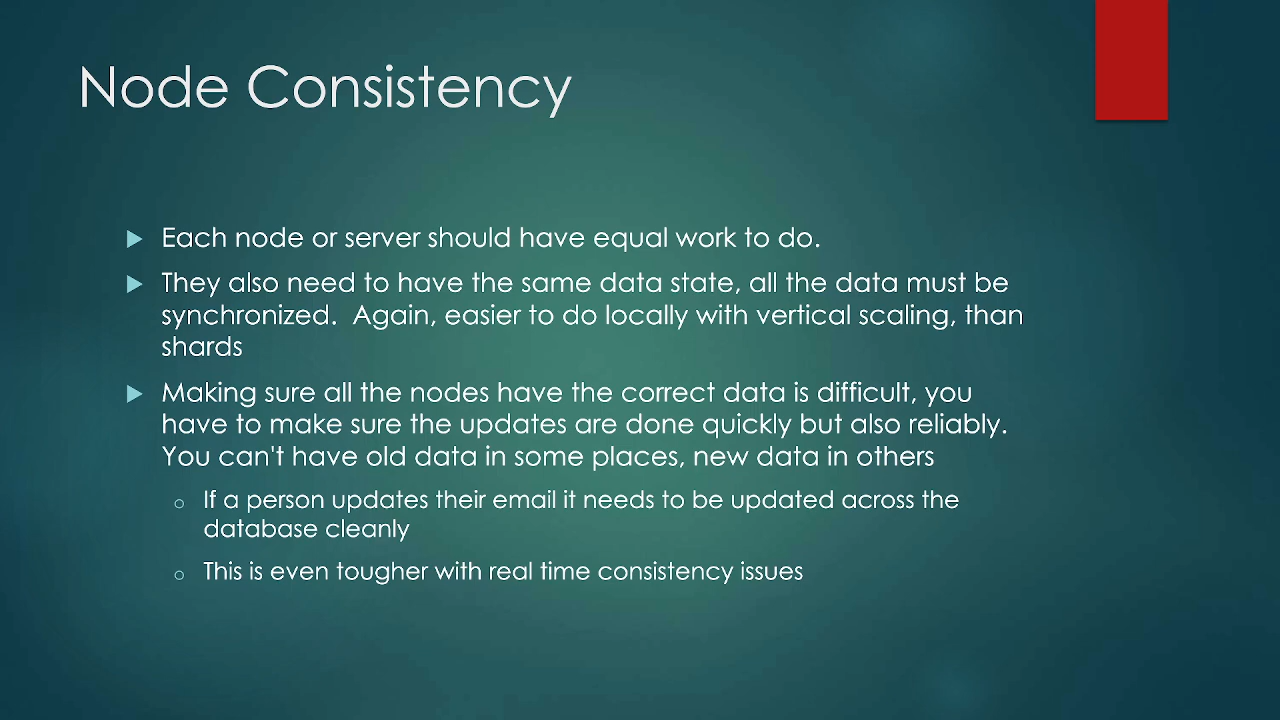 Node Consistency
Each node or server should have equal work to do.
They also need to have the same data state, all the data must be
synchronized.  Again, easier to do locally with vertical scaling, than
shards
Making sure all the nodes have the correct data is difficult, you
have to make sure the updates are done quickly but also reliably.
You can't have old data in some places, new data in others
If a person updates their email it needs to be updated across the
database cleanly
This is even tougher with real time consistency issues